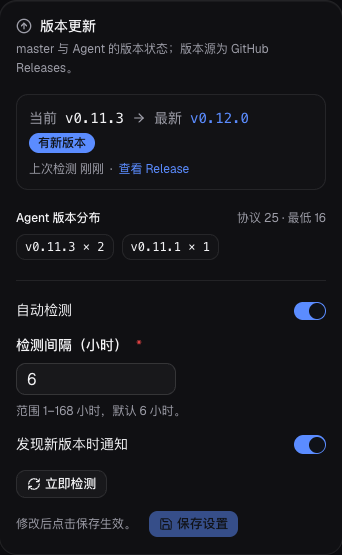 版本更新
master 与 Agent 的版本状态；版本源为 GitHub
Releases。
当前 v0.11.3 → 最新 v0.12.0
有新版本
上次检测 刚刚 · 查看 Release
Agent 版本分布 协议 25 · 最低 16
v0.11.3 × 2 v0.11.1 × 1
自动检测
检测间隔（小时） *
6
范围 1–168 小时，默认 6 小时。
发现新版本时通知
立即检测
修改后点击保存生效。 保存设置